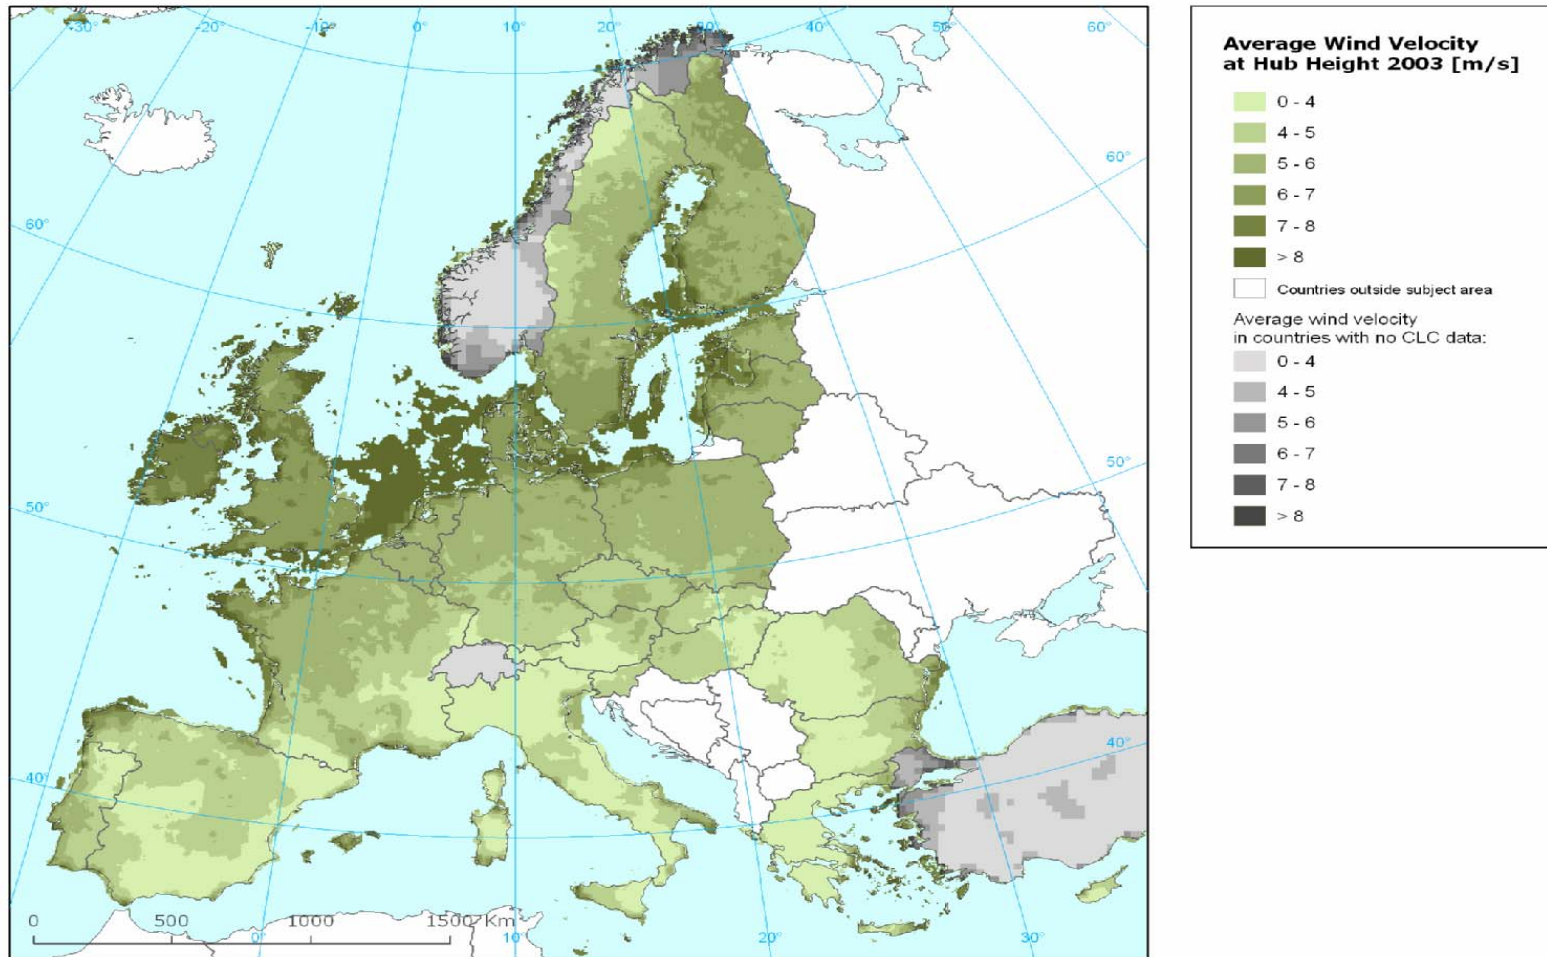 -30°
-20°
-10°
0°
10°
20°
30°
40°
50°
60°
60°
60°
50°
50°
40°
40°
0
500
1000
1500 Km
0°
10°
20°
30°
Average Wind Velocity
at Hub Height 2003 [m/s]
0 - 4
4 - 5
5 - 6
6 - 7
7 - 8
> 8
Countries outside subject area
Average wind velocity
in countries with no CLC data:
0 - 4
4 - 5
5 - 6
6 - 7
7 - 8
> 8